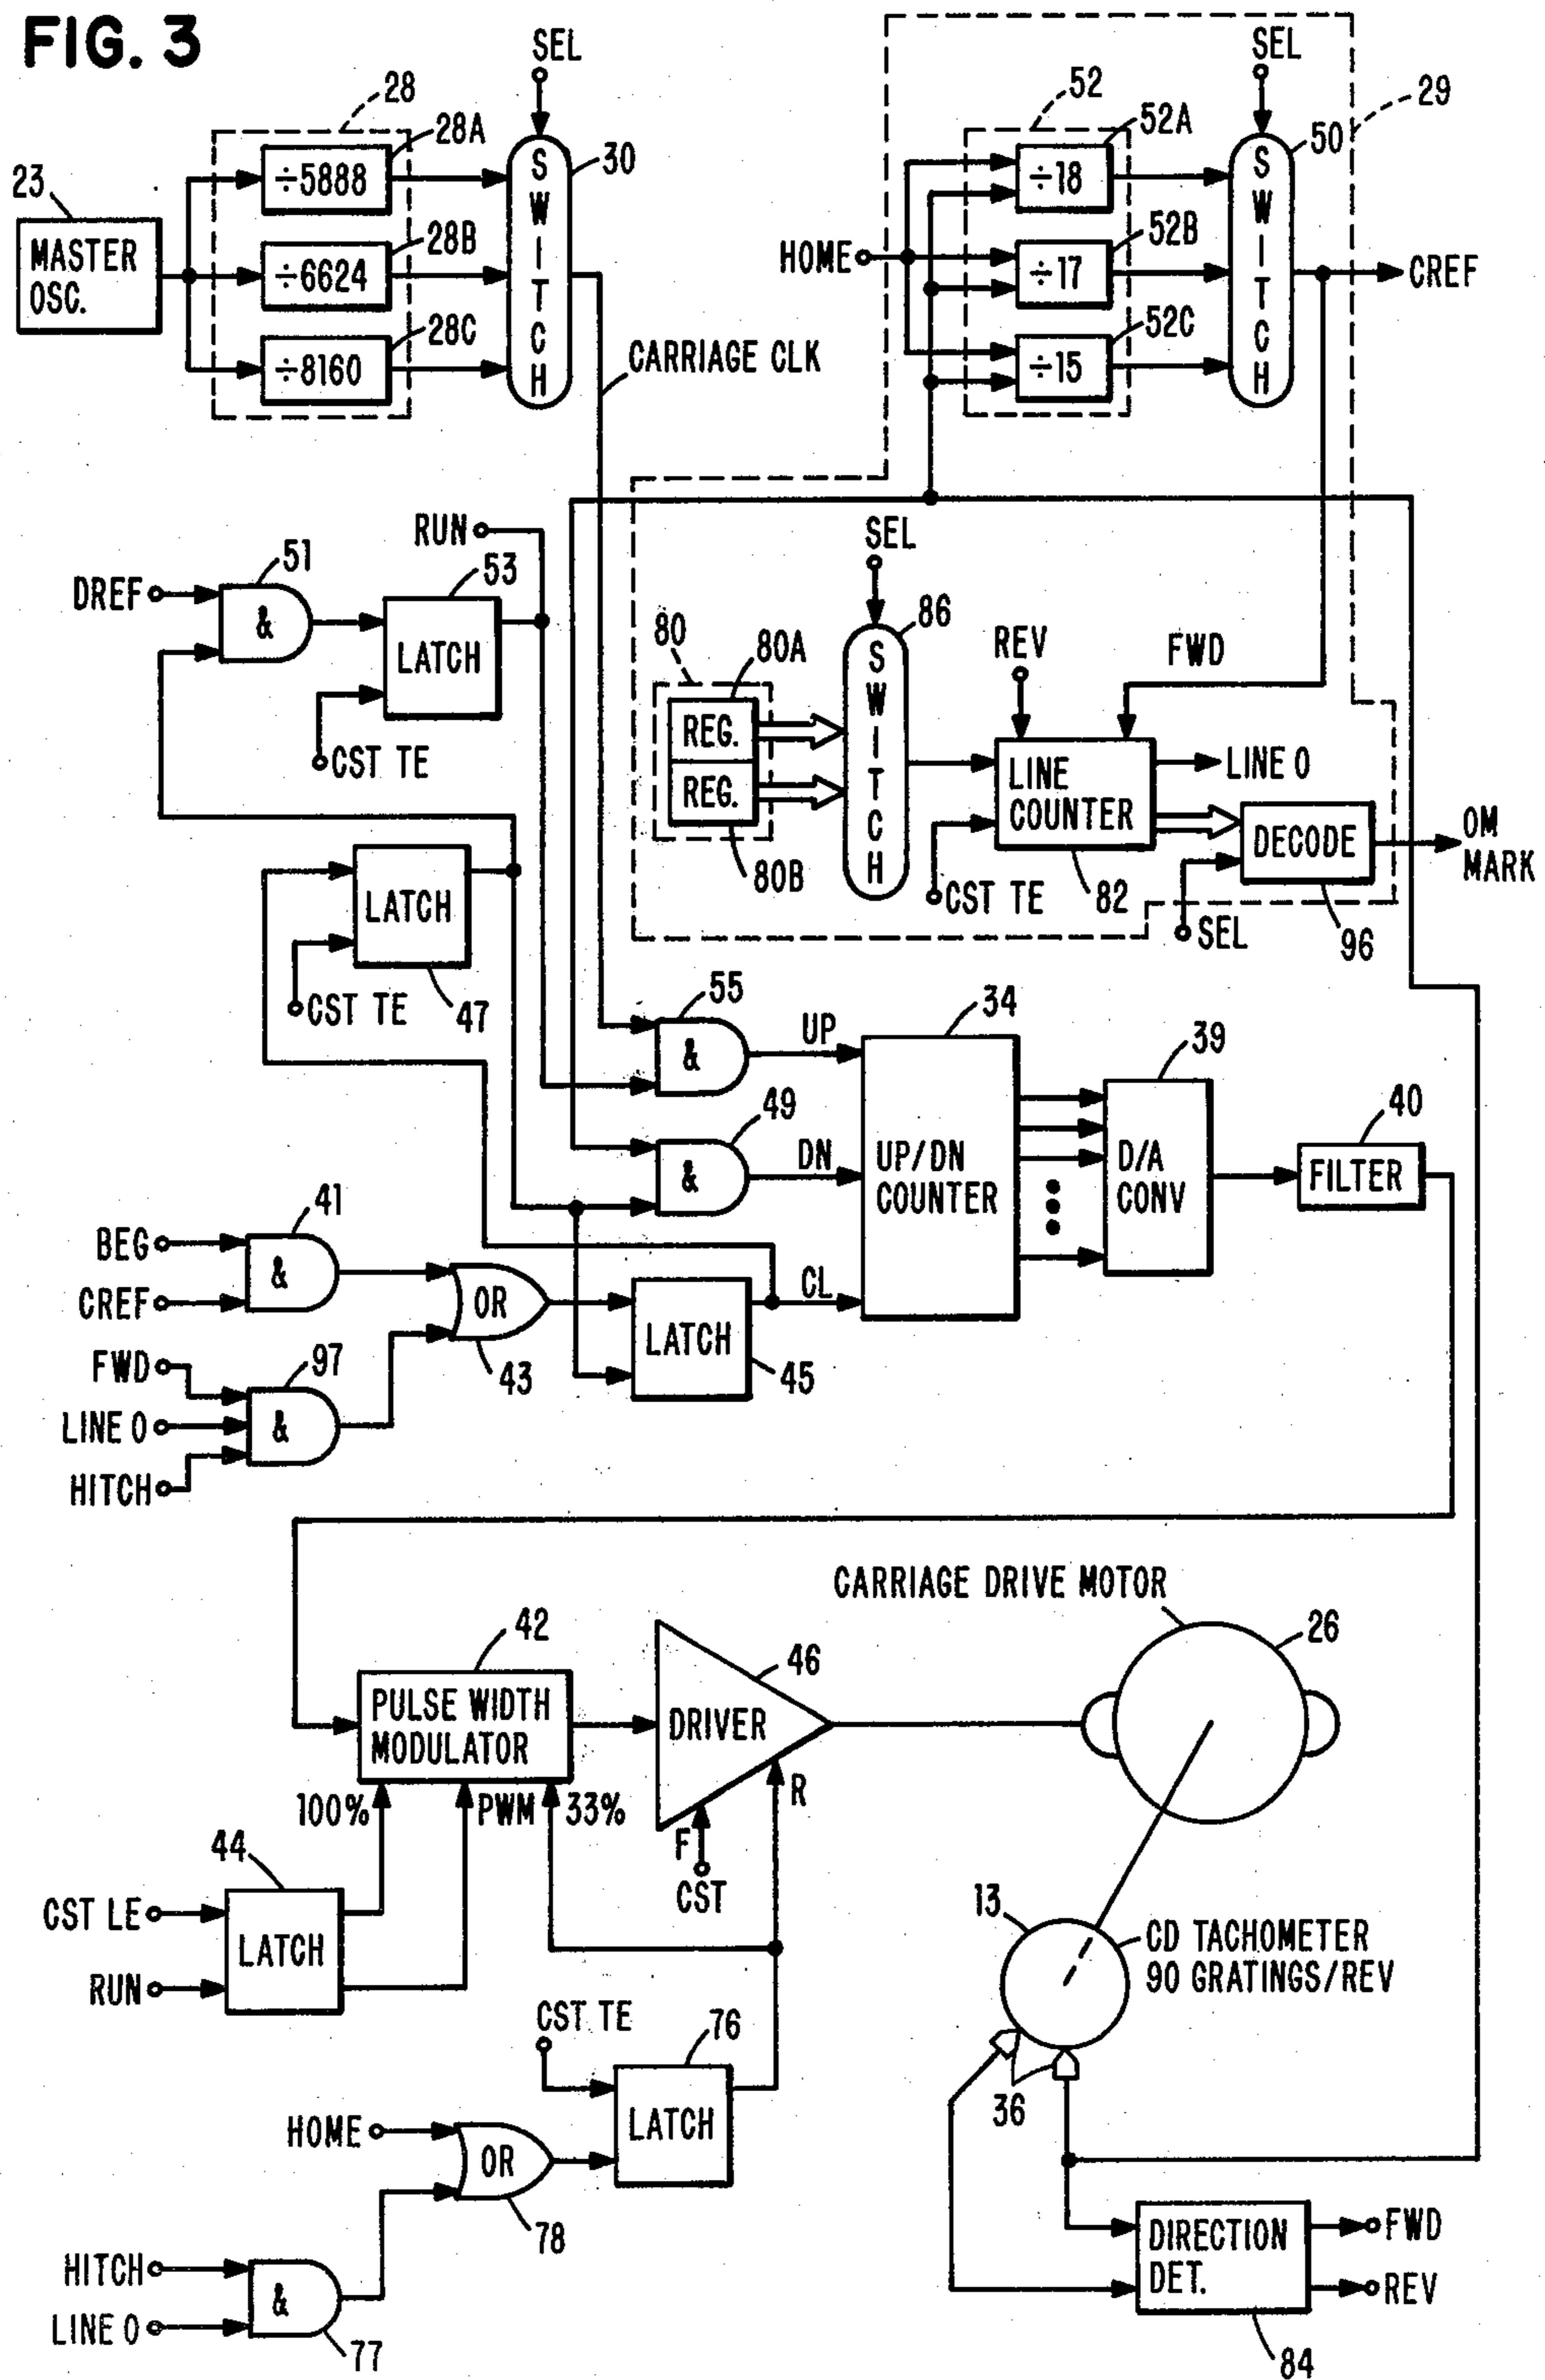 FIG. 3
SEL
28
28A
÷5888
30
23
MASTER
OSC.
28B
÷6624
28C
÷8160
SWITCH
CARRIAGE CLK
SEL
29
52
52A
÷18
50
HOME
52B
÷17
52C
÷15
SWITCH
CREF
RUN
51
53
DREF
&
LATCH
CST TE
SEL
86
80
80A
REG.
REG.
80B
SWITCH
REV
FWD
LINE
COUNTER
LINE 0
CST TE
82
DECODE
OM
MARK
SEL
96
LATCH
CST TE
47
55
&
UP
34
39
49
&
DN
UP/DN
COUNTER
D/A
CONV
40
FILTER
41
BEG
&
CREF
OR
43
CL
LATCH
45
FWD
97
LINE 0
&
HITCH
CARRIAGE DRIVE MOTOR
42
46
26
PULSE WIDTH
MODULATOR
DRIVER
100%
PWM
33%
R
F
CST
44
CST LE
LATCH
RUN
13
CD TACHOMETER
90 GRATINGS/REV
CST TE
76
LATCH
36
HOME
OR
78
DIRECTION
DET.
FWD
REV
84
HITCH
&
LINE 0
77